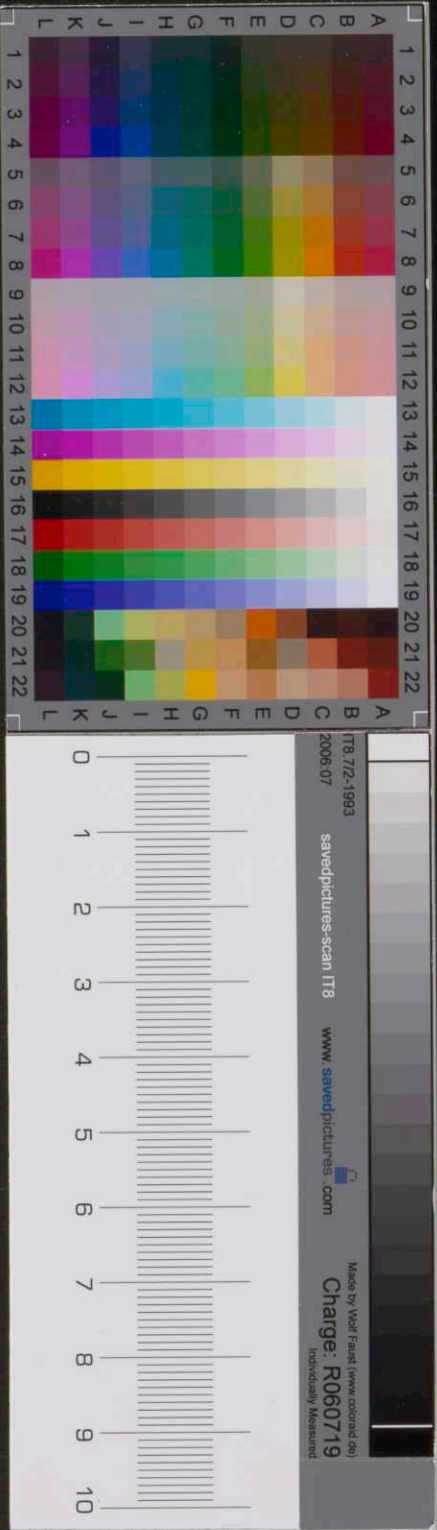 A B C D E F G H I J K L
1 2 3 4 5 6 7 8 9 10 11 12 13 14 15 16 17 18 19 20 21 22
1 2 3 4 5 6 7 8 9 10 11 12 13 14 15 16 17 18 19 20 21 22
A B C D E F G H I J K L
IT8.7/2-1993
2006:07
savedpictures-scan IT8
www.savedpictures.com
Made by Wolf Faust (www.coloraid.de)
Charge: R060719
Individually Measured
0 1 2 3 4 5 6 7 8 9 10